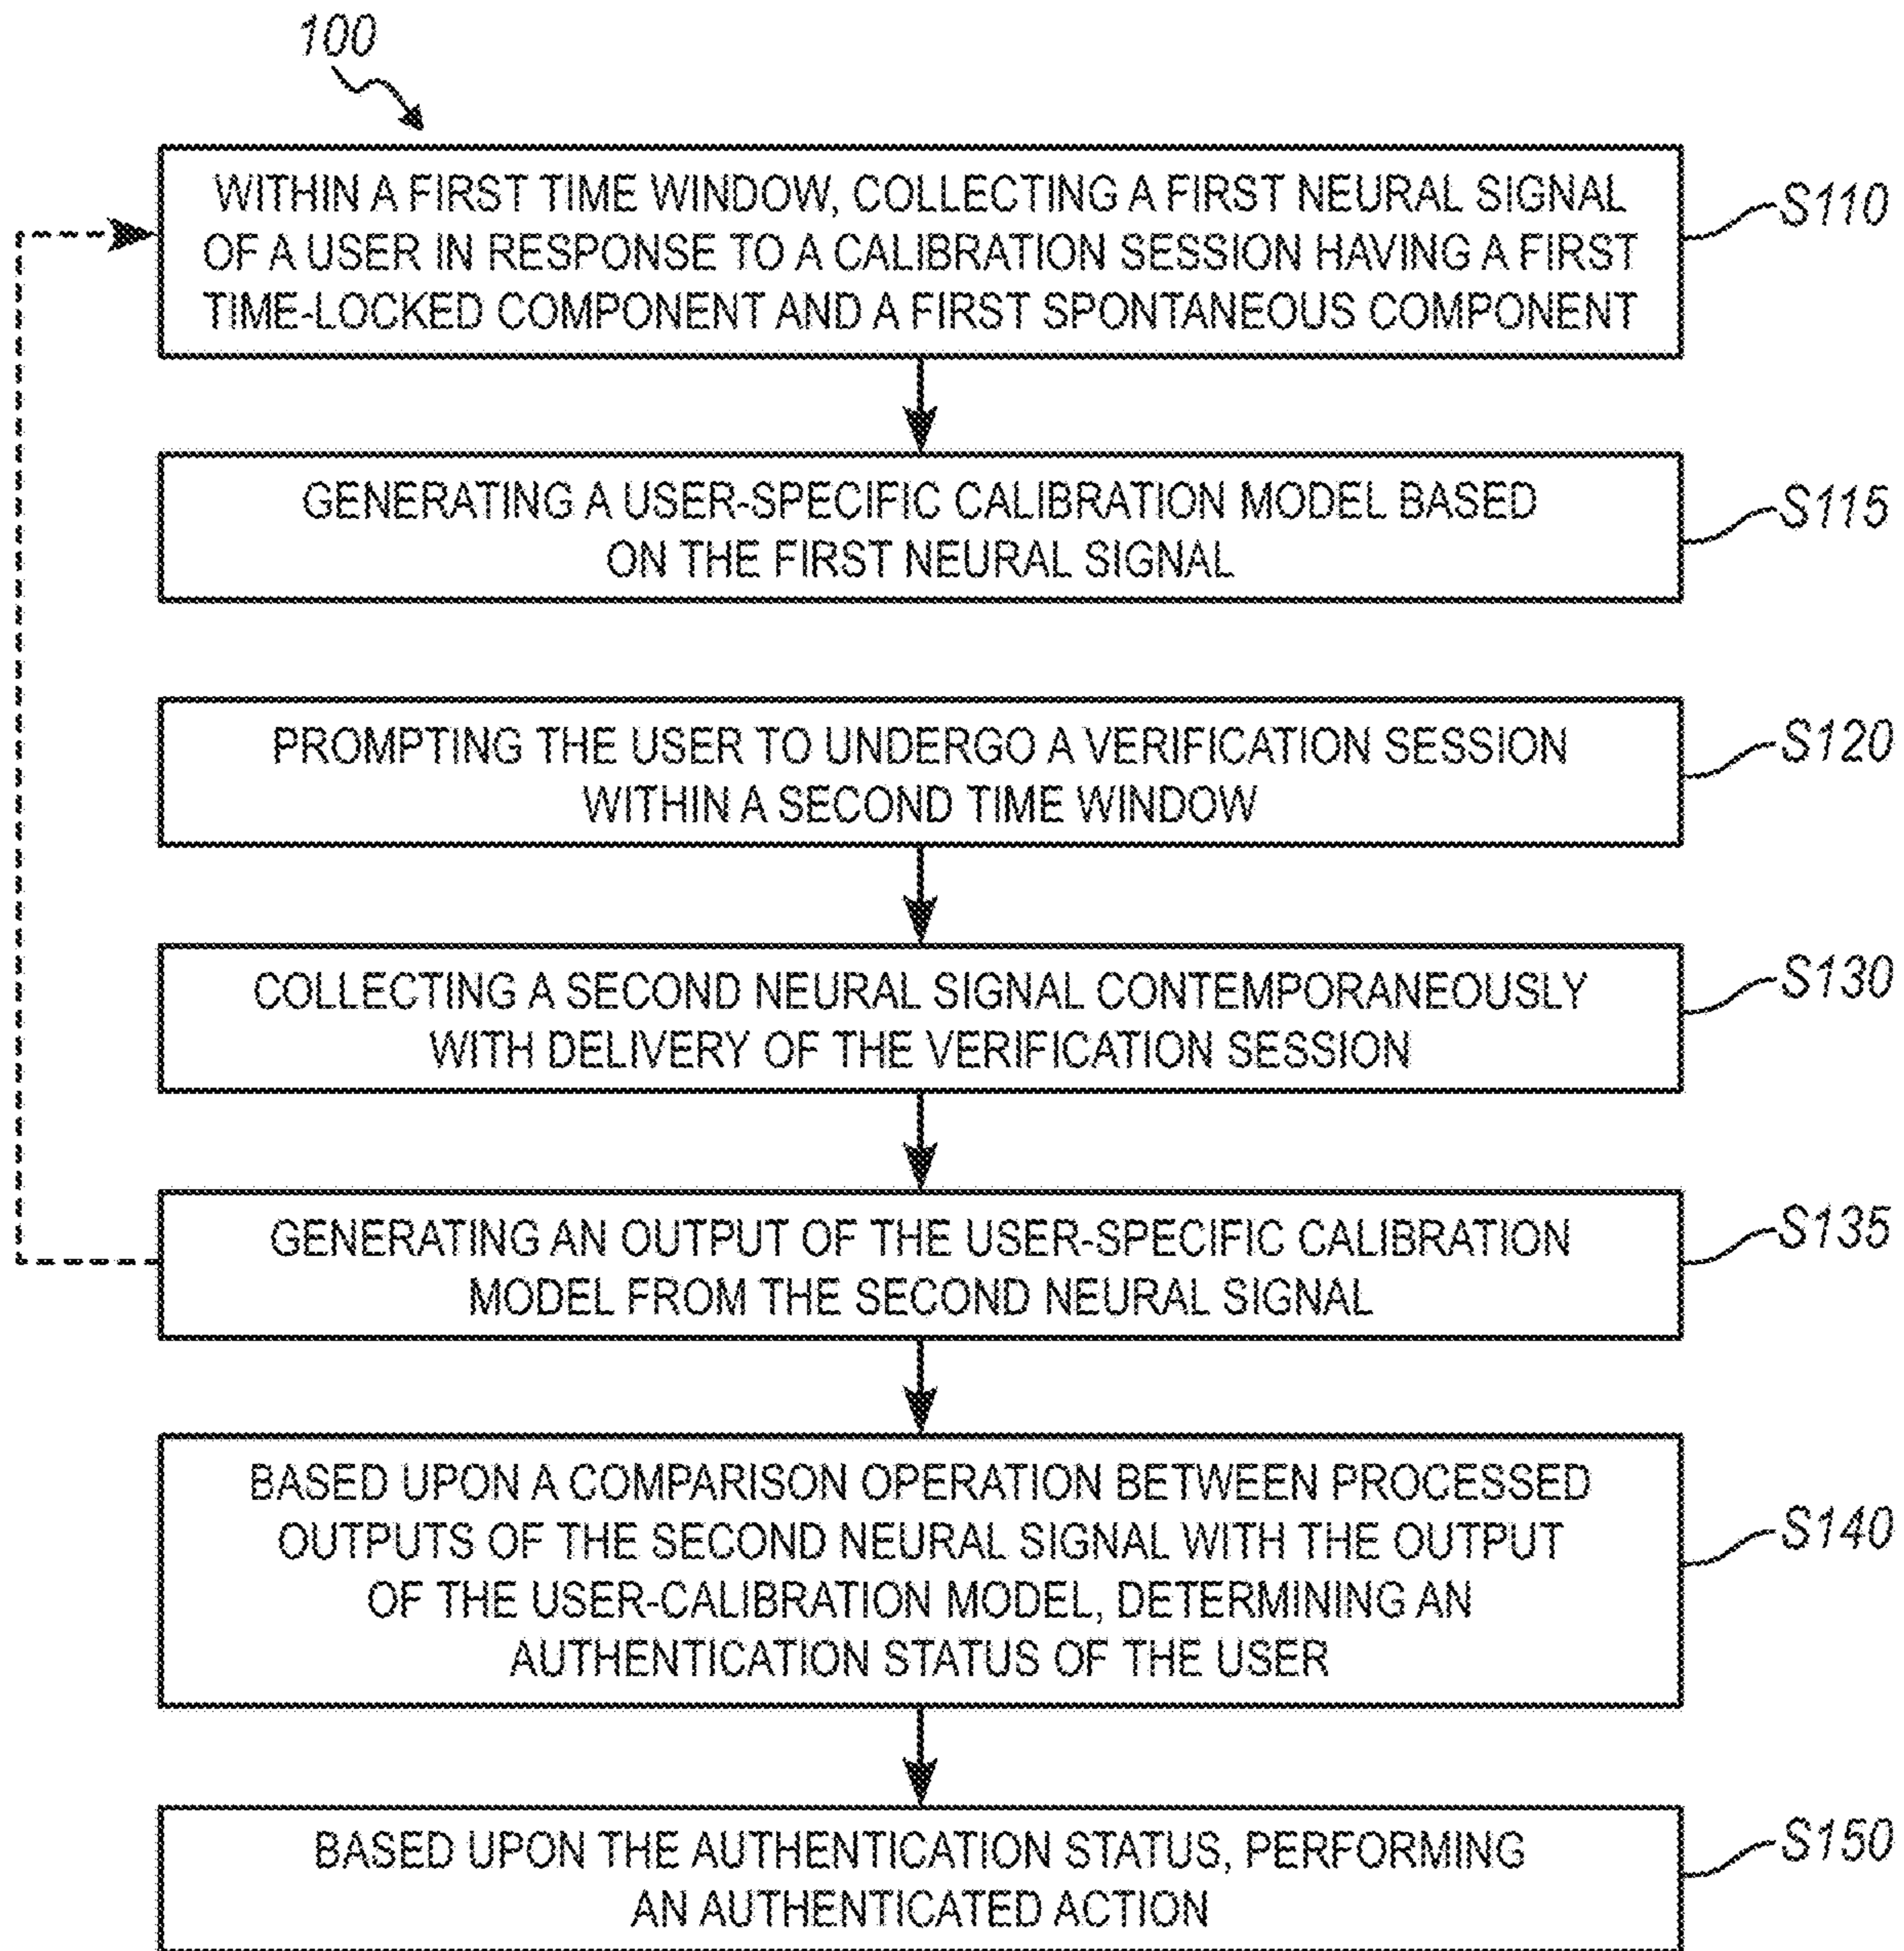 100
WITHIN A FIRST TIME WINDOW, COLLECTING A FIRST NEURAL SIGNAL
OF A USER IN RESPONSE TO A CALIBRATION SESSION HAVING A FIRST
TIME-LOCKED COMPONENT AND A FIRST SPONTANEOUS COMPONENT
S110
GENERATING A USER-SPECIFIC CALIBRATION MODEL BASED
ON THE FIRST NEURAL SIGNAL
S115
PROMPTING THE USER TO UNDERGO A VERIFICATION SESSION
WITHIN A SECOND TIME WINDOW
S120
COLLECTING A SECOND NEURAL SIGNAL CONTEMPORANEOUSLY
WITH DELIVERY OF THE VERIFICATION SESSION
S130
GENERATING AN OUTPUT OF THE USER-SPECIFIC CALIBRATION
MODEL FROM THE SECOND NEURAL SIGNAL
S135
BASED UPON A COMPARISON OPERATION BETWEEN PROCESSED
OUTPUTS OF THE SECOND NEURAL SIGNAL WITH THE OUTPUT
OF THE USER-CALIBRATION MODEL, DETERMINING AN
AUTHENTICATION STATUS OF THE USER
S140
BASED UPON THE AUTHENTICATION STATUS, PERFORMING
AN AUTHENTICATED ACTION
S150